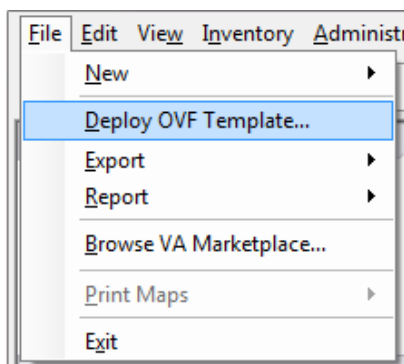 File Edit View Inventory Administr
New
Deploy OVF Template...
Export
Report
Browse VA Marketplace...
Print Maps
Exit